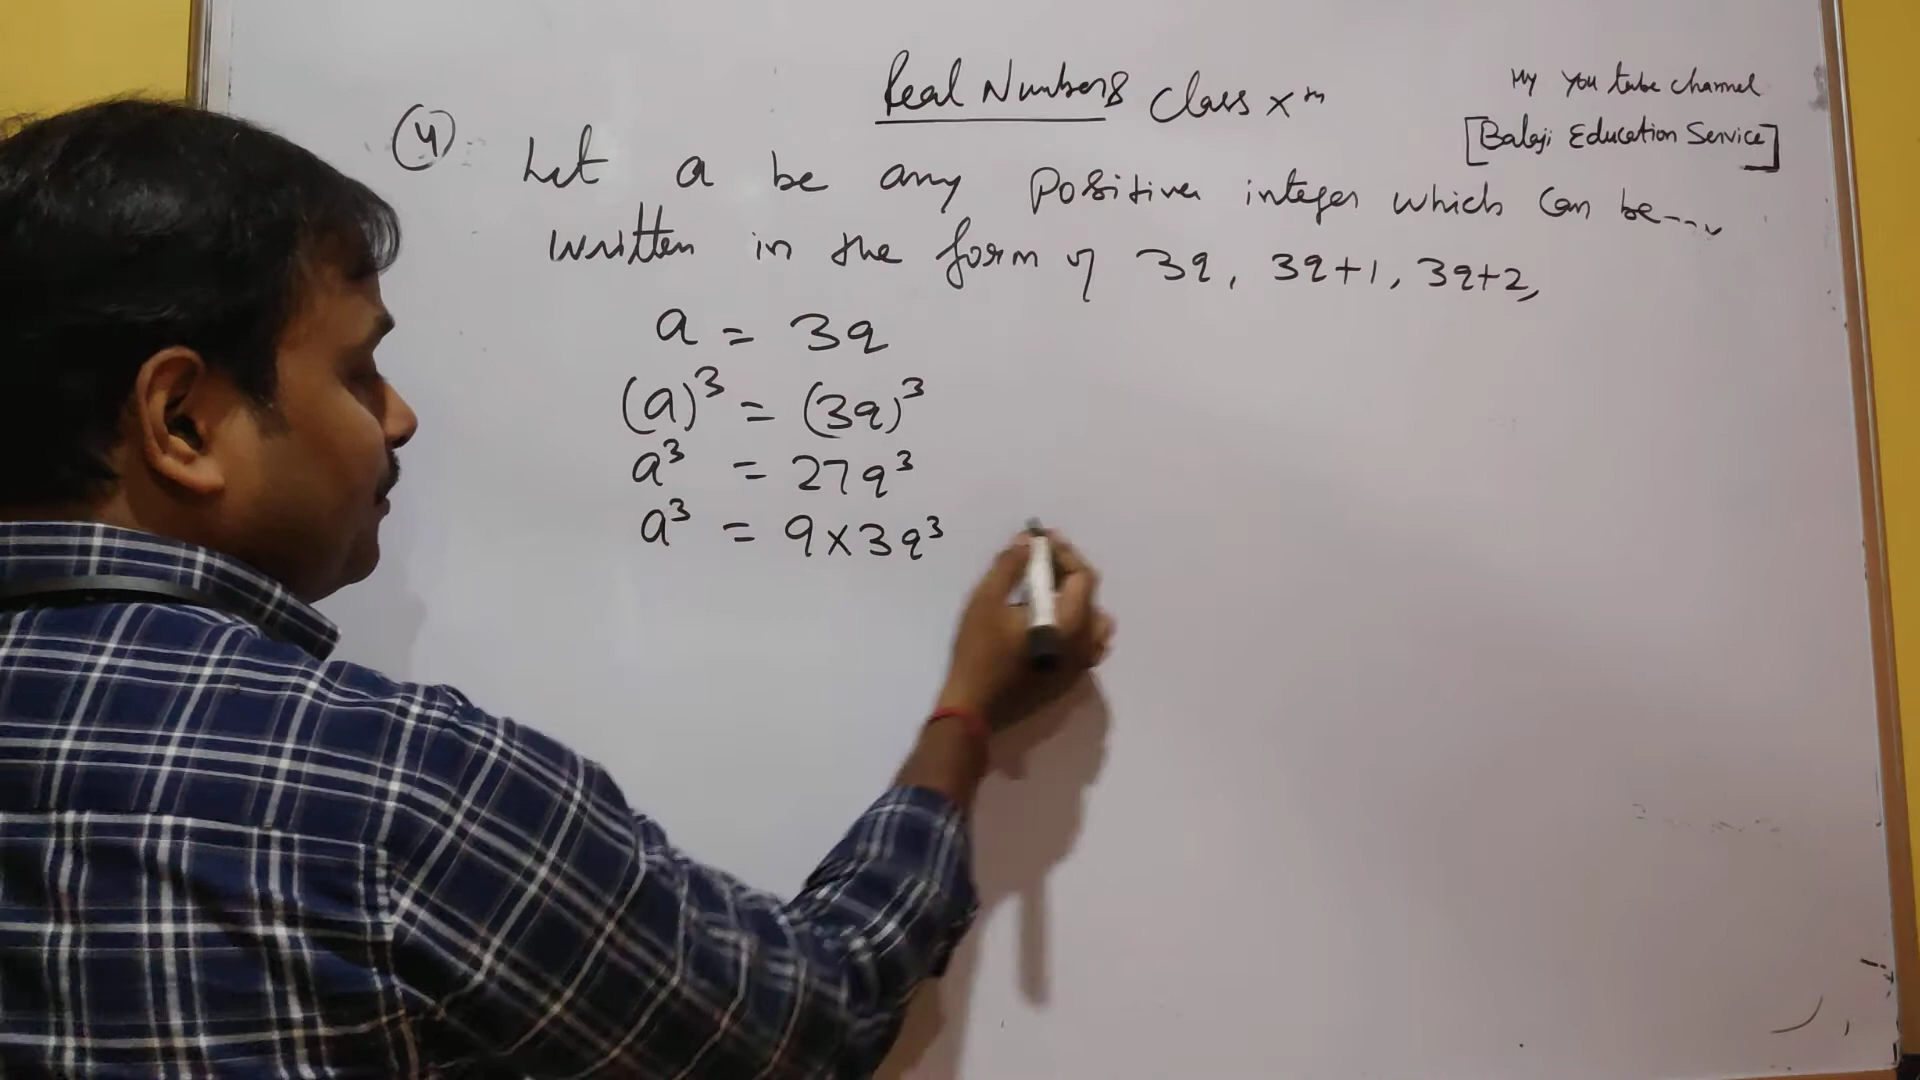 Real Numbers Class Xth
My You tube channel
[Balaji Education Service]
(4) Let a be any Positive integer which can be---
written in the form of 3q, 3q+1, 3q+2,
a = 3q
(a)³ = (3q)³
a³ = 27q³
a³ = 9×3q³